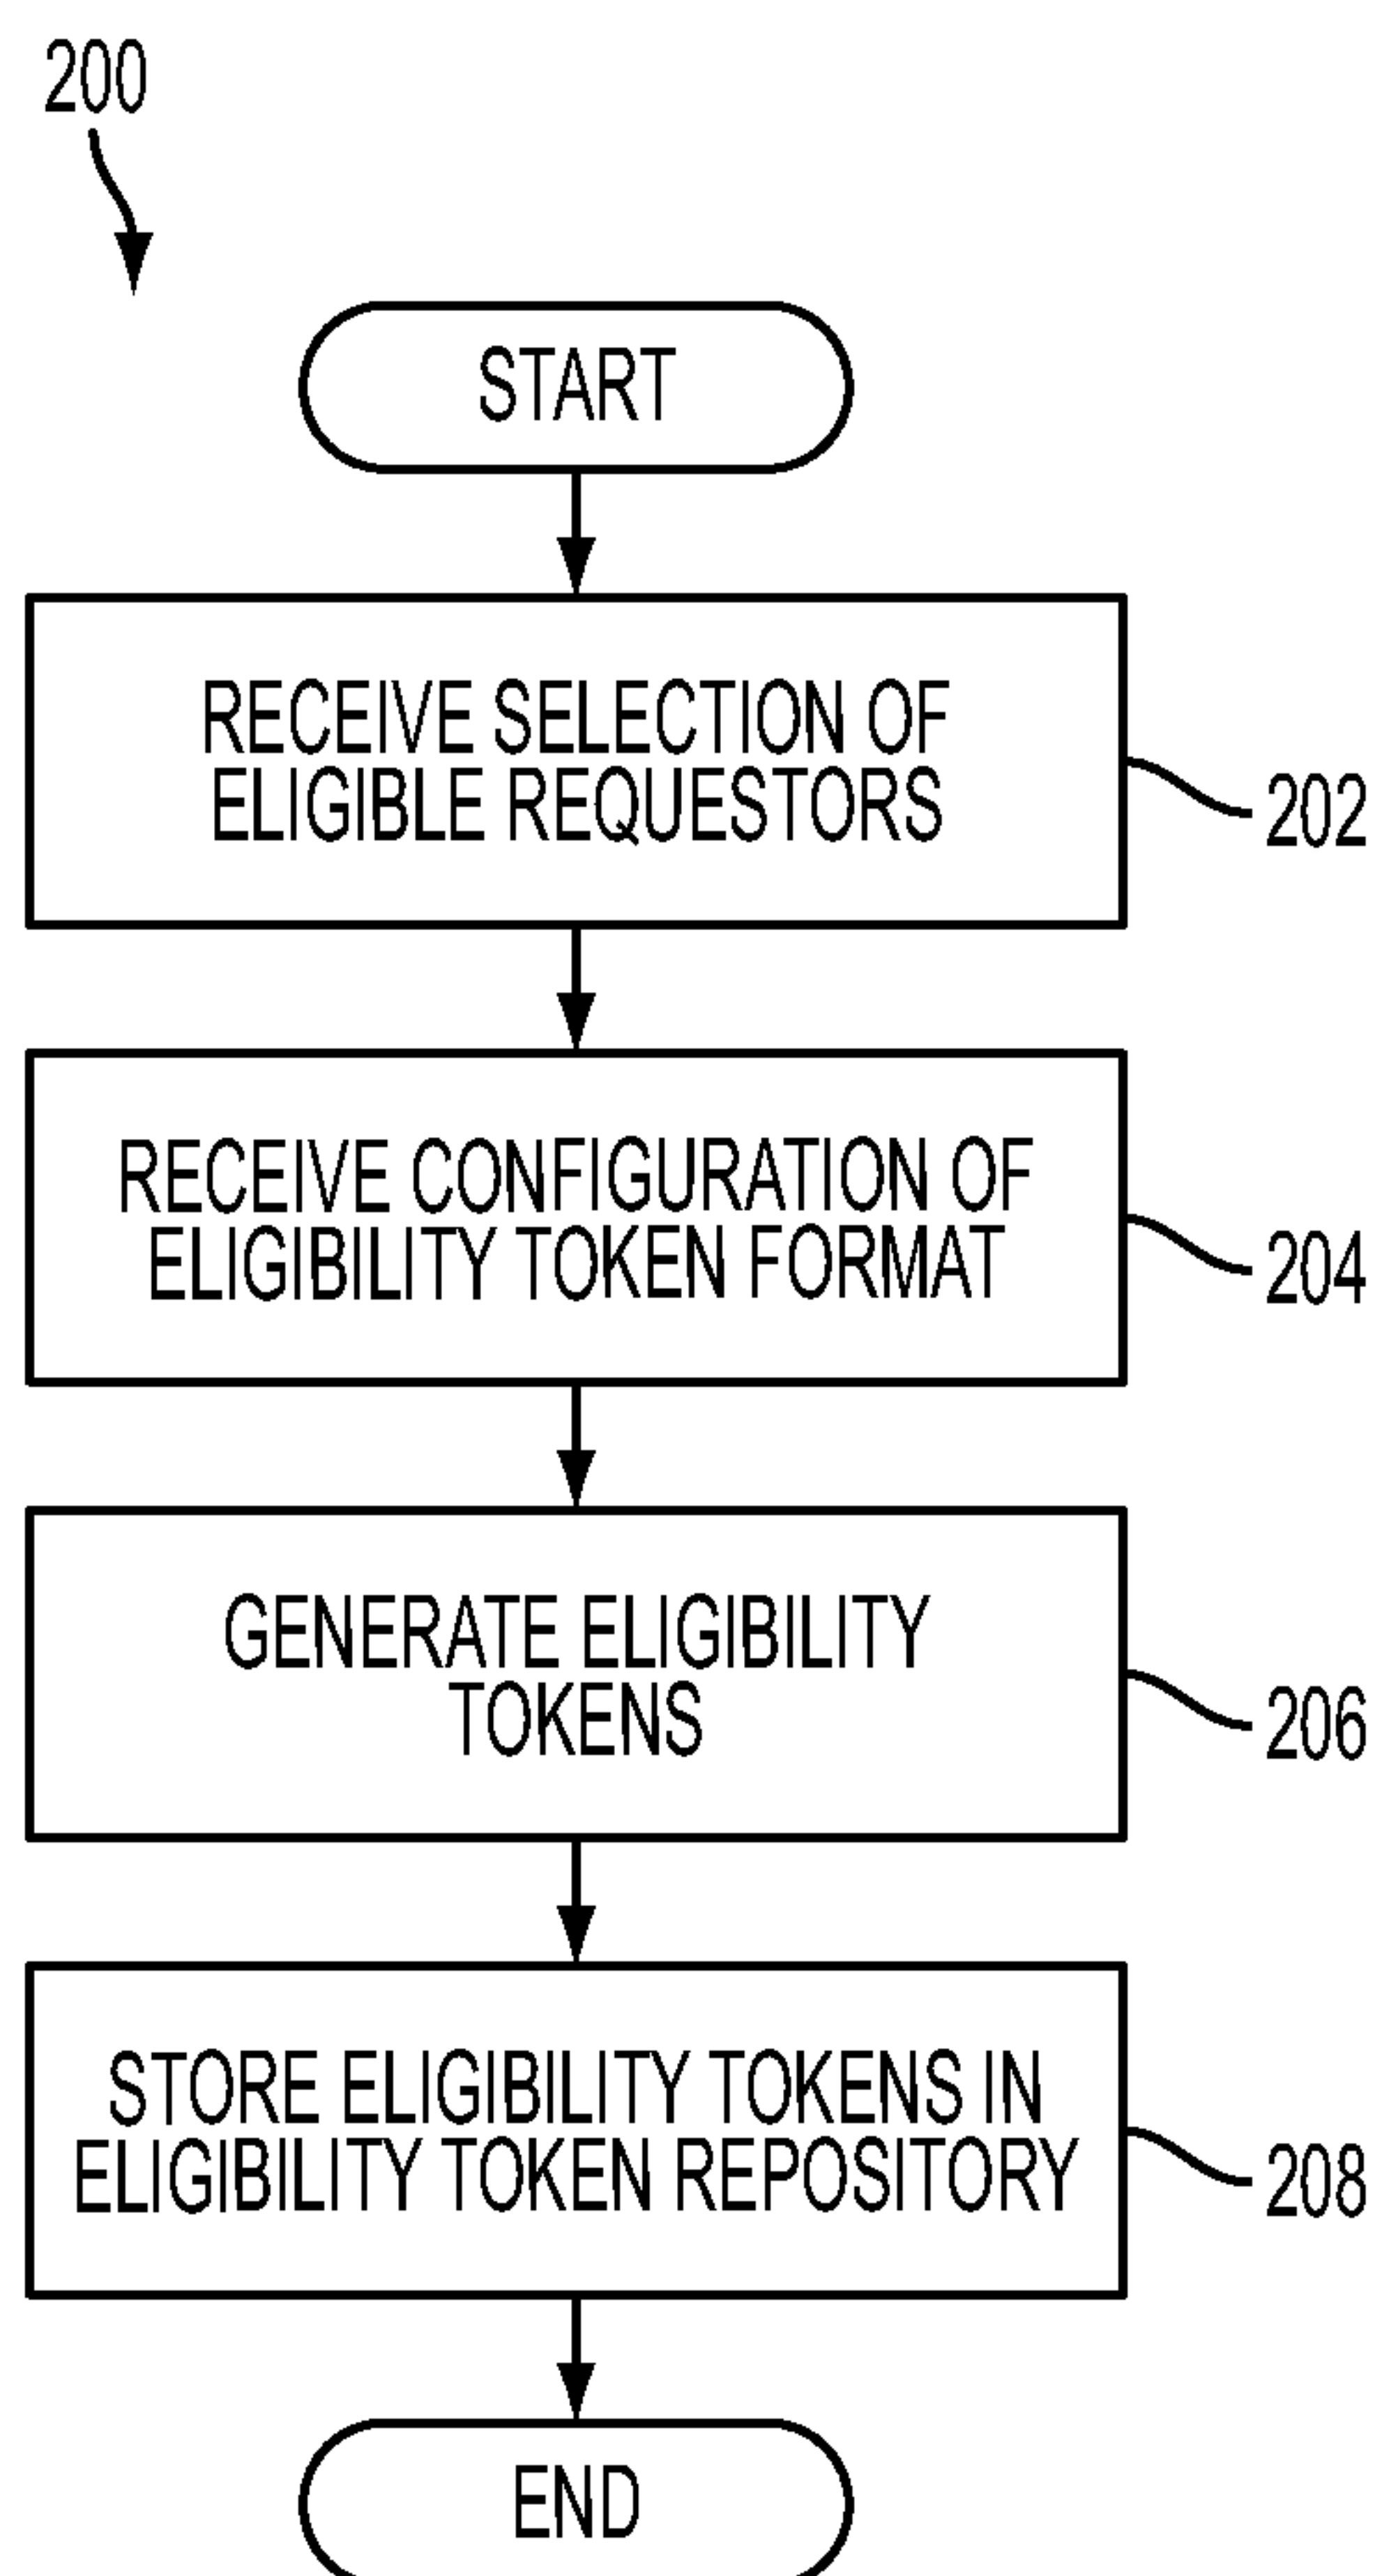 200
START
RECEIVE SELECTION OF
ELIGIBLE REQUESTORS
202
RECEIVE CONFIGURATION OF
ELIGIBILITY TOKEN FORMAT
204
GENERATE ELIGIBILITY
TOKENS
206
STORE ELIGIBILITY TOKENS IN
ELIGIBILITY TOKEN REPOSITORY
208
END